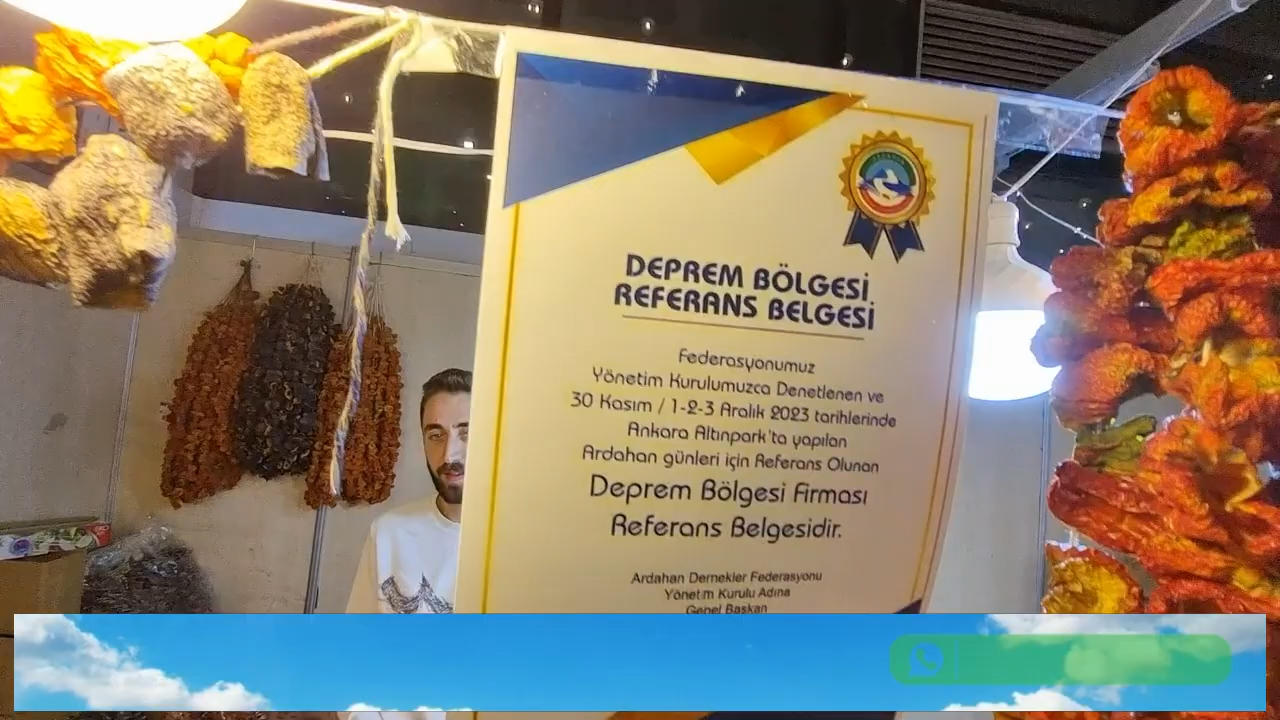 DEPREM BÖLGESİ
REFERANS BELGESİ
Federasyonumuz
Yönetim Kurulumuzca Denetlenen ve
30 Kasım / 1-2-3 Aralık 2023 tarihlerinde
Ankara Altınpark'ta yapılan
Ardahan günleri için Referans Olunan
Deprem Bölgesi Firması
Referans Belgesidir.
Ardahan Dernekler Federasyonu
Yönetim Kurulu Adına
Genel Başkan